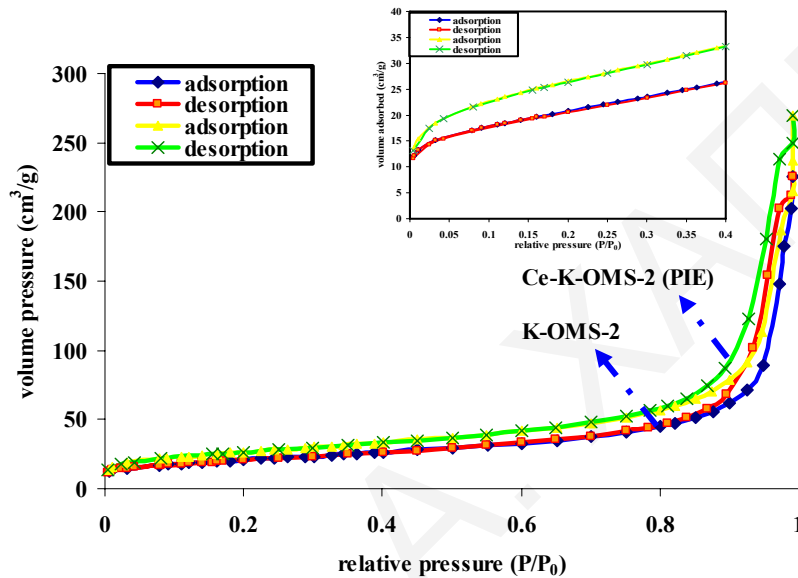 300
250
200
150
100
50
0
volume pressure (cm³/g)
0
0.2
0.4
0.6
0.8
1
relative pressure (P/P₀)
adsorption
desorption
adsorption
desorption
40
35
30
25
20
15
10
5
0
volume adsorbed (cm³/g)
0
0.05
0.1
0.15
0.2
0.25
0.3
0.35
0.4
relative pressure (P/P₀)
adsorption
desorption
adsorption
desorption
Ce-K-OMS-2 (PIE)
K-OMS-2